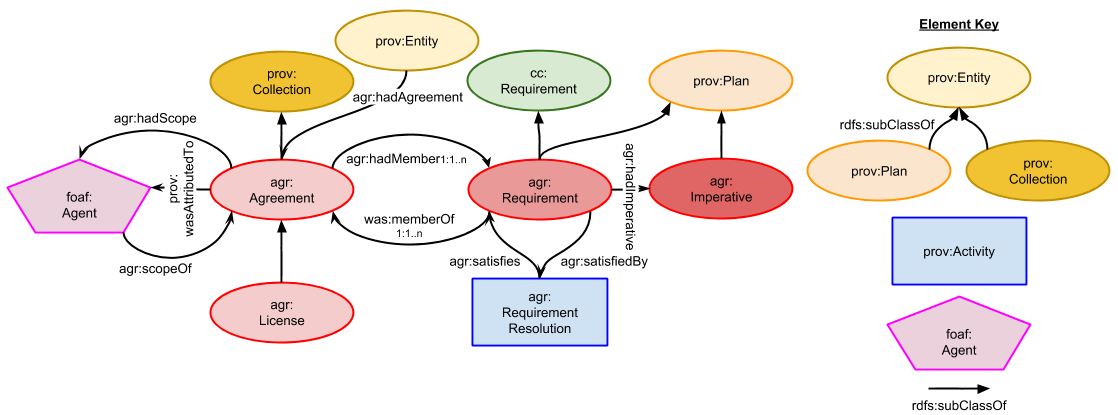 Element Key
prov:Entity
prov:
Collection
cc:
Requirement
prov:Plan
prov:Entity
agr:hadAgreement
agr:hadScope
rdfs:subClassOf
prov:
wasAttributedTo
agr:hadMember1:1..n
agr:hadImperative
foaf:
Agent
agr:
Agreement
agr:
Requirement
agr:
Imperative
prov:Plan
prov:
Collection
was:memberOf
1:1..n
agr:scopeOf
agr:satisfies
agr:satisfiedBy
prov:Activity
agr:
License
agr:
Requirement
Resolution
foaf:
Agent
rdfs:subClassOf